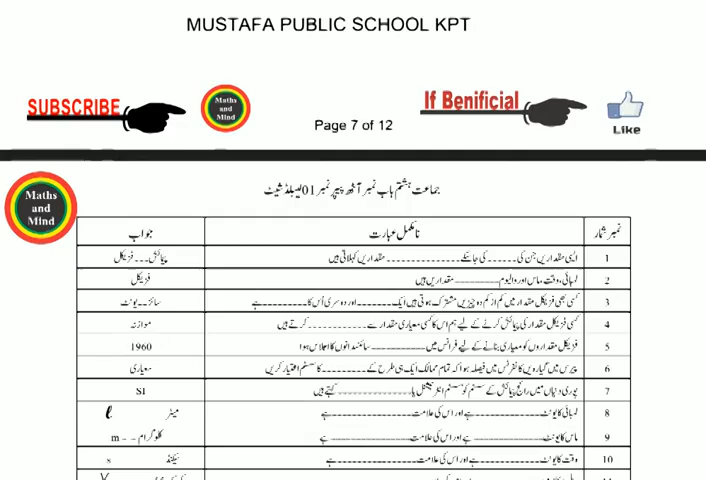 MUSTAFA PUBLIC SCHOOL KPT
SUBSCRIBE
Maths
and
Mind
If Benificial
Like
Page 7 of 12
Maths
and
Mind
جماعت ہشتم باب نمبر آٹھ پیپر نمبر 01 لیبلڈ شیٹ
نمبر شمار نامکمل عبارت جواب
1 ایسی مقداریں جن کی ...... کی جا سکے .................. مقداریں کہلاتی ہیں پیمائش ۔۔۔ فزیکل
2 لمبائی، وقت، ماس اور والیوم ............ مقداریں ہیں فزیکل
3 کسی بھی فزیکل مقدار میں کم از کم دو چیزیں مشترک ہوتی ہیں ایک ........ اور دوسری اُس کا .......... ہے سائز ۔۔ یونٹ
4 کسی فزیکل مقدار کی پیمائش کرنے کے لیے ہم اس کا کسی معیاری مقدار سے ............ کرتے ہیں موازنہ
5 فزیکل مقداروں کو معیاری بنانے کے لیے فرانس میں ............ سائنسدانوں کا اجلاس ہوا 1960
6 پیرس میں گیارہویں کانفرنس میں فیصلہ ہوا کہ تمام ممالک ایک ہی طرح کے .......... کا سسٹم اختیار کریں معیاری
7 پوری دنیاں میں رائج پیمائش کے سسٹم کو سسٹم انٹرنیشنل یا .......... کہتے ہیں SI
8 لمبائی کا یونٹ .............. ہے اور اس کی علامت .................. ہے میٹر ℓ
9 ماس کا یونٹ .............. ہے اور اس کی علامت .................. ہے کلوگرام - - m
10 وقت کا یونٹ .............. ہے اور اس کی علامت .................. ہے سیکنڈ s